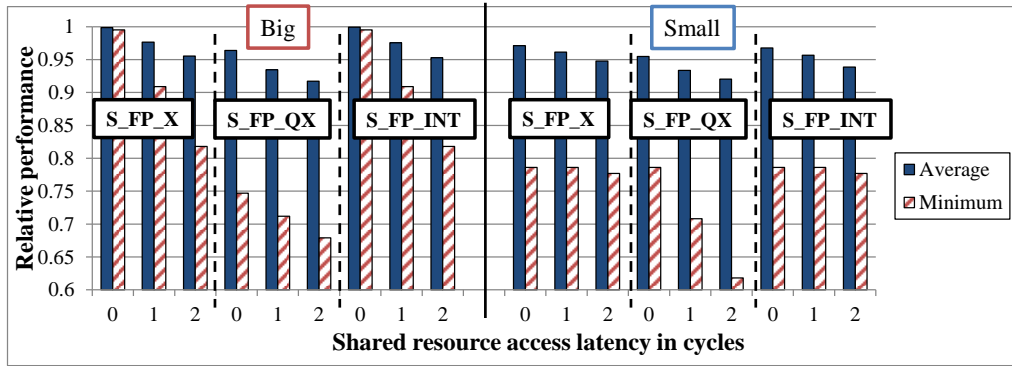 Big
Small
Relative performance
1
0.95
0.9
0.85
0.8
0.75
0.7
0.65
0.6
S_FP_X
S_FP_QX
S_FP_INT
S_FP_X
S_FP_QX
S_FP_INT
Average
Minimum
0 1 2 0 1 2 0 1 2 0 1 2 0 1 2 0 1 2
Shared resource access latency in cycles